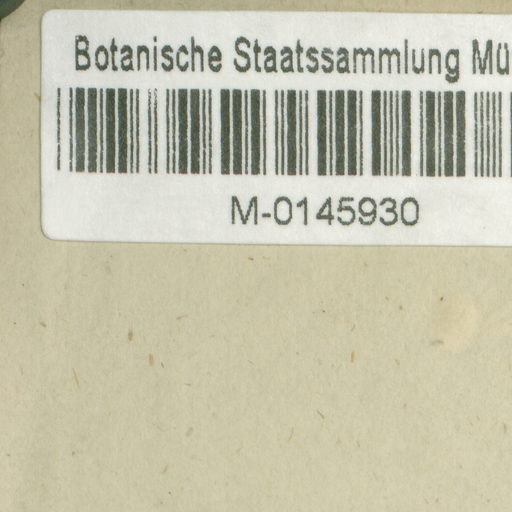 Botanische Staatssammlung Mü
M-0145930